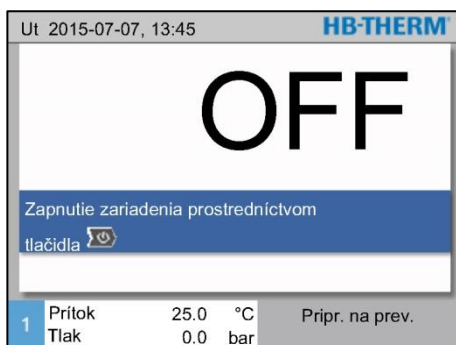 Ut 2015-07-07, 13:45 HB-THERM
OFF
Zapnutie zariadenia prostredníctvom
tlačidla
1 Prítok 25.0 °C Pripr. na prev.
Tlak 0.0 bar